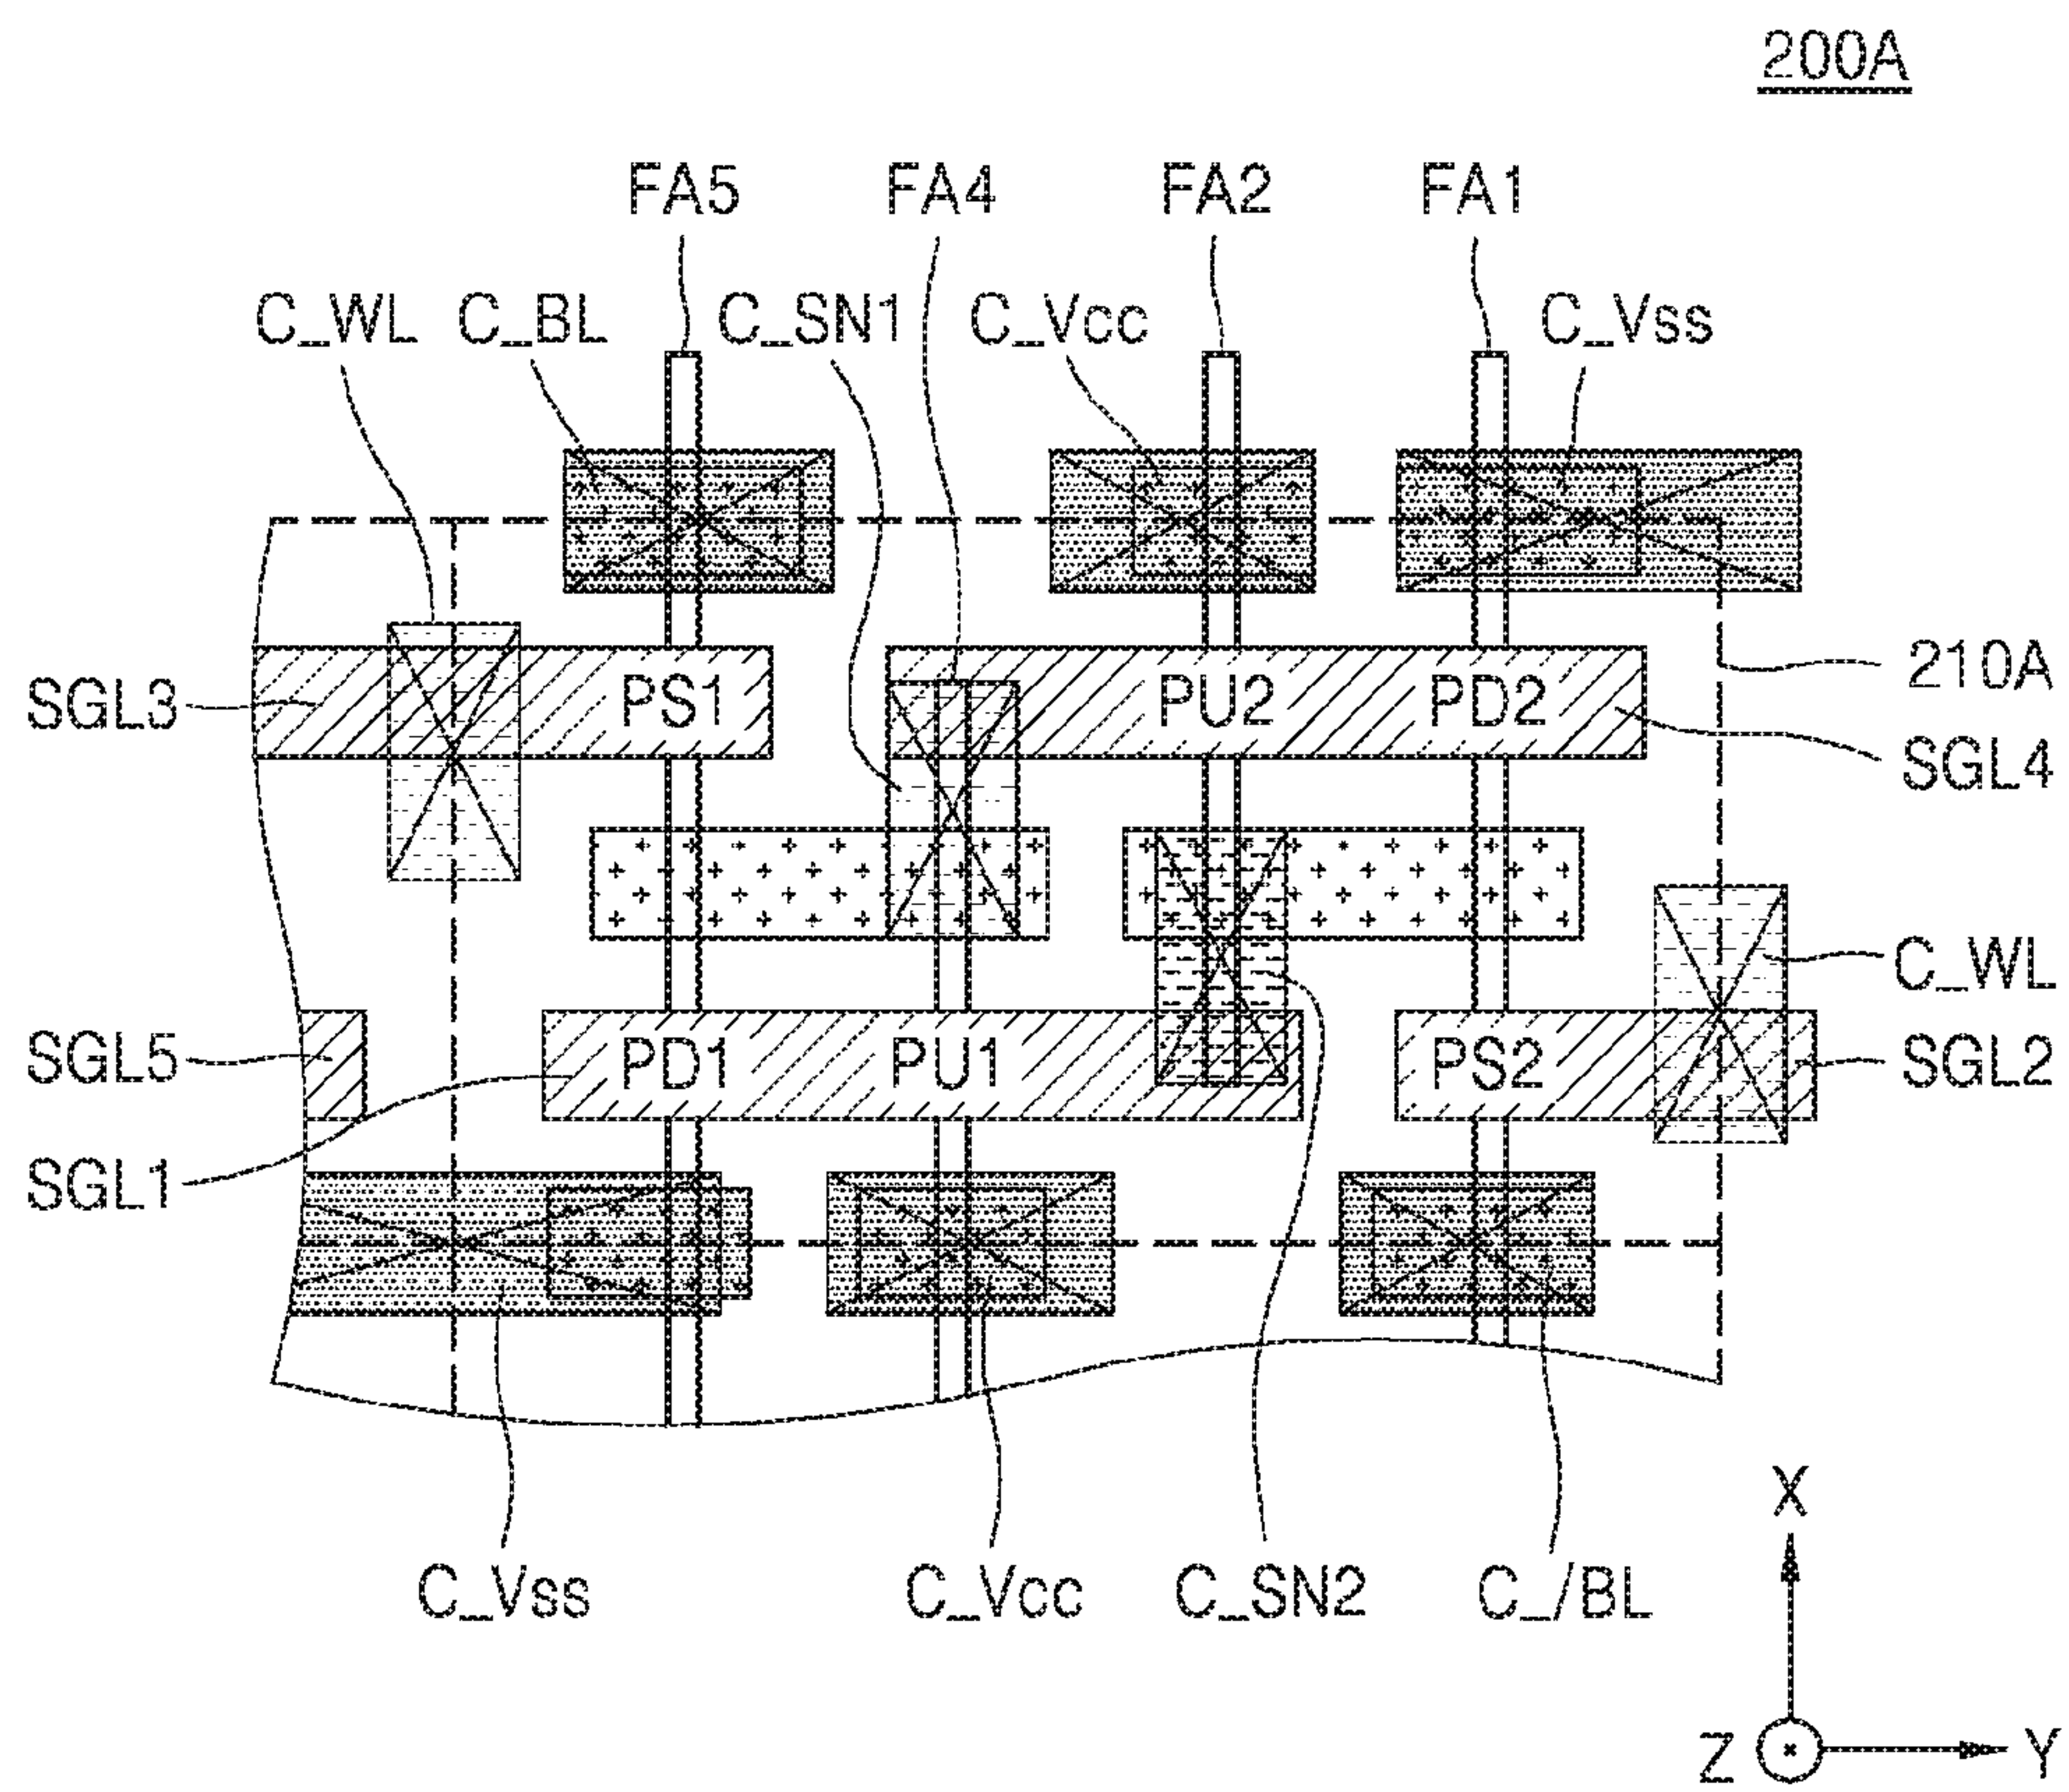 200A
FA5 FA4 FA2 FA1
C_WL C_BL C_SN1 C_Vcc C_Vss
SGL3 PS1 PU2 PD2 210A
SGL4
C_WL
SGL5 PD1 PU1 PS2 SGL2
SGL1
C_Vss C_Vcc C_SN2 C_/BL
X
Z Y